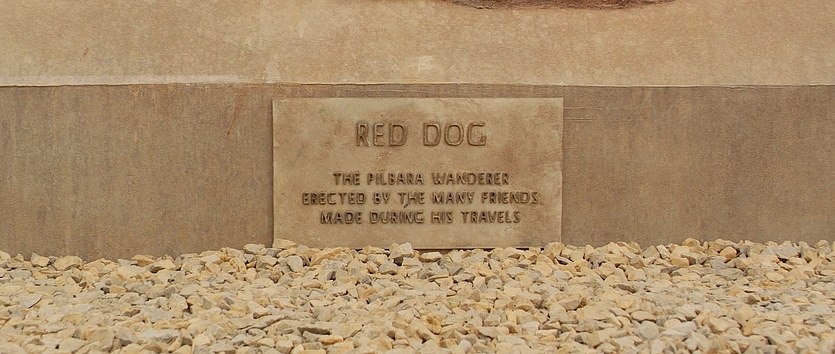 RED DOG
THE PILBARA WANDERER
ERECTED BY THE MANY FRIENDS
MADE DURING HIS TRAVELS